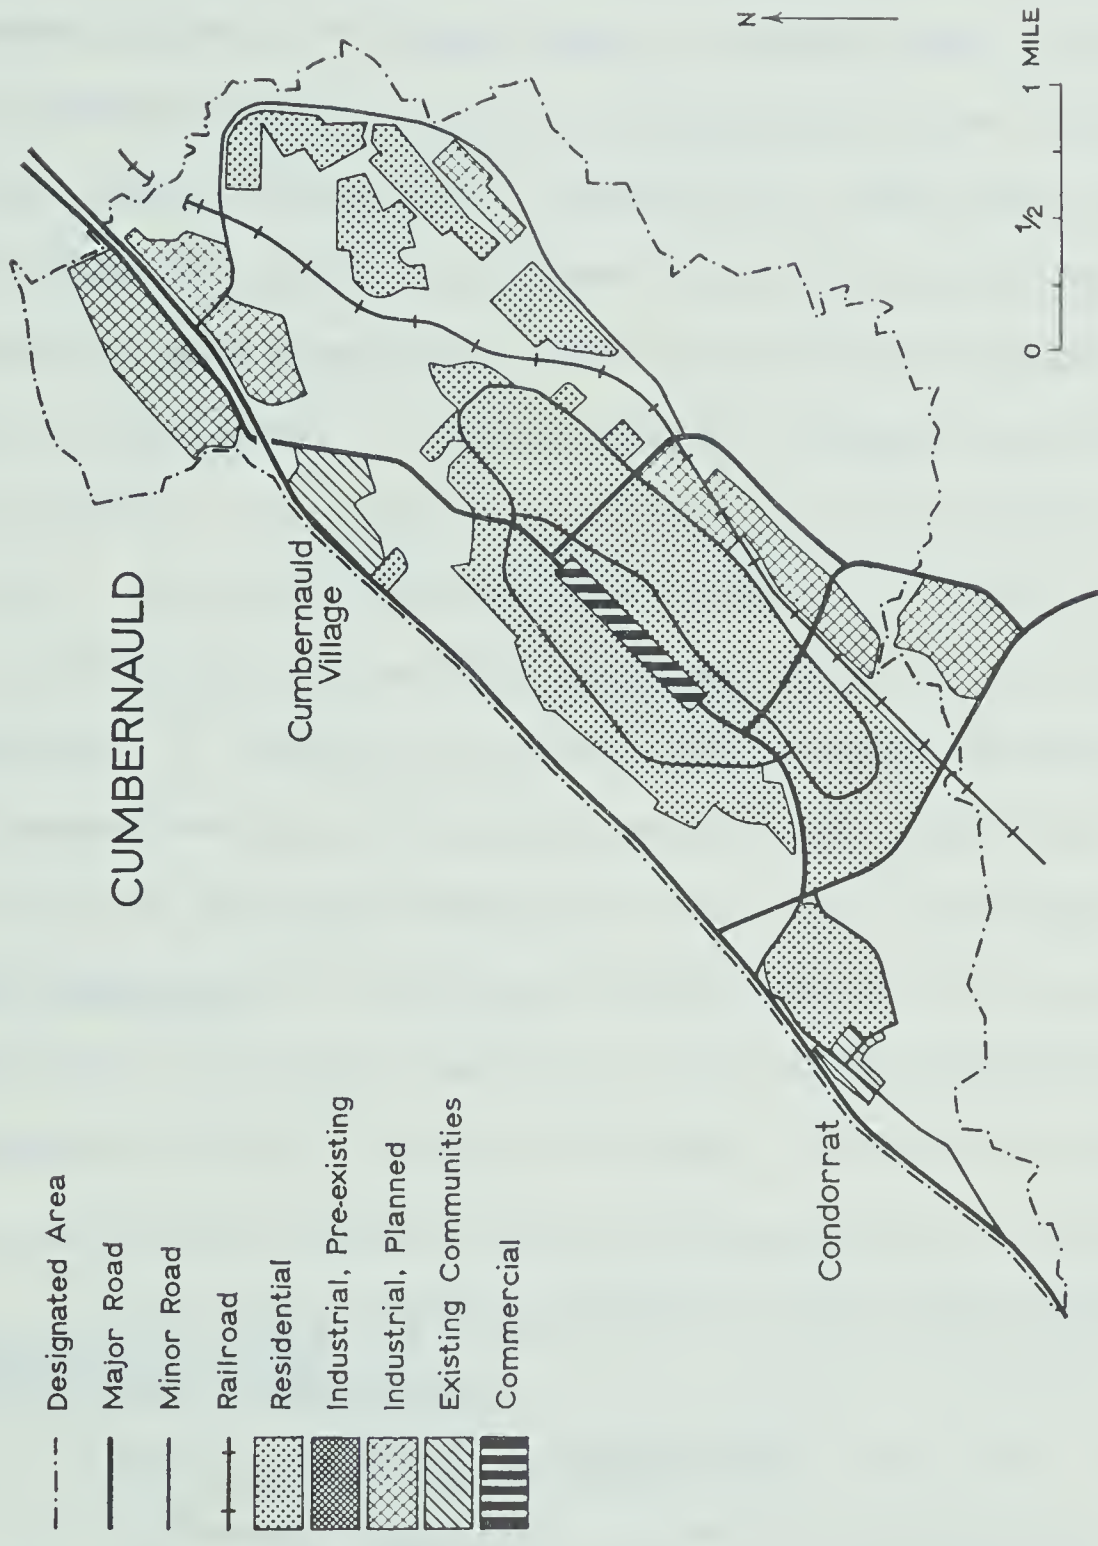 CUMBERNAULD
Cumbernauld
Village
Condorrat
Designated Area
Major Road
Minor Road
Railroad
Residential
Industrial, Pre-existing
Industrial, Planned
Existing Communities
Commercial
N
0 1/2 1 MILE